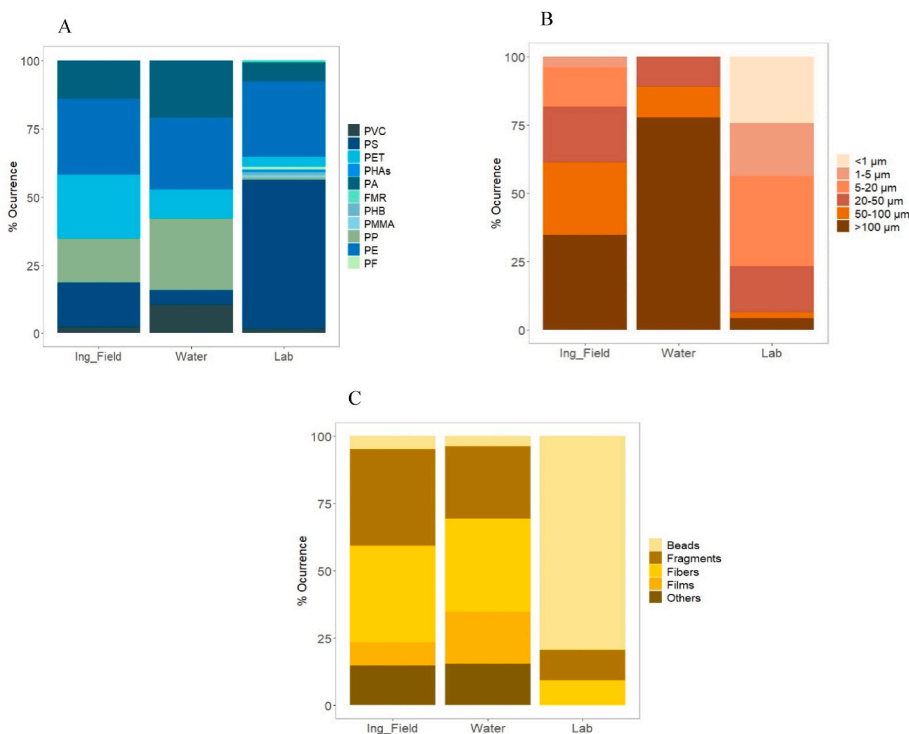 A
% Ocurrence
100
75
50
25
0
Ing_Field Water Lab
PVC
PS
PET
PHAs
PA
FMR
PHB
PMMA
PP
PE
PF
B
% Ocurrence
100
75
50
25
0
Ing_Field Water Lab
<1 µm
1-5 µm
5-20 µm
20-50 µm
50-100 µm
>100 µm
C
% Ocurrence
100
75
50
25
0
Ing_Field Water Lab
Beads
Fragments
Fibers
Films
Others